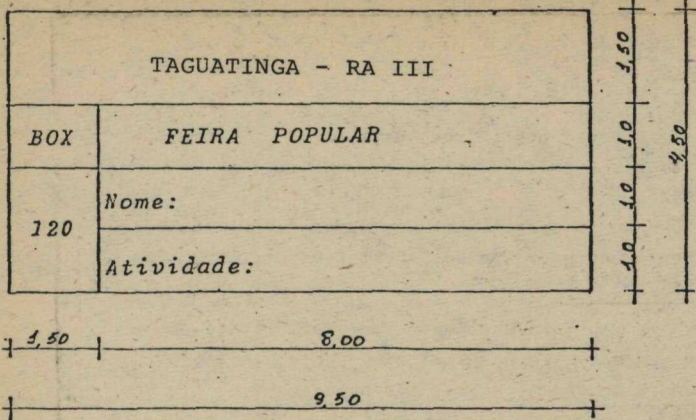 TAGUATINGA - RA III
BOX FEIRA POPULAR
120
Nome:
Atividade:
1,50
1,0
1,0
1,0
4,50
1,50 8,00
9,50